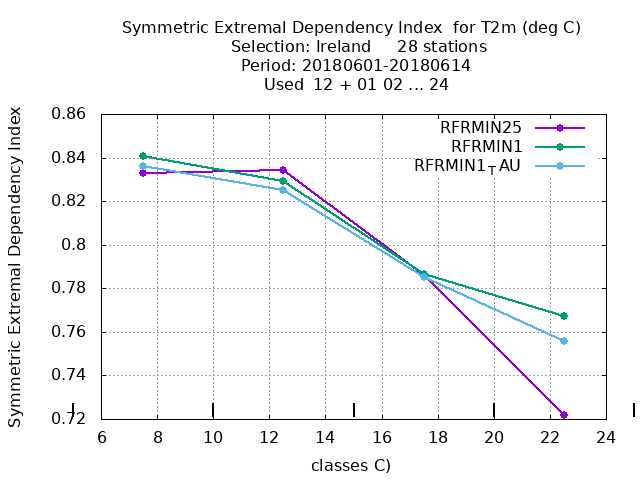 Symmetric Extremal Dependency Index for T2m (deg C)
Selection: Ireland 28 stations
Period: 20180601-20180614
Used 12 + 01 02 ... 24
Symmetric Extremal Dependency Index
0.86
0.84
0.82
0.8
0.78
0.76
0.74
0.72
RFRMIN25
RFRMIN1
RFRMIN1TAU
6 8 10 12 14 16 18 20 22 24
classes C)